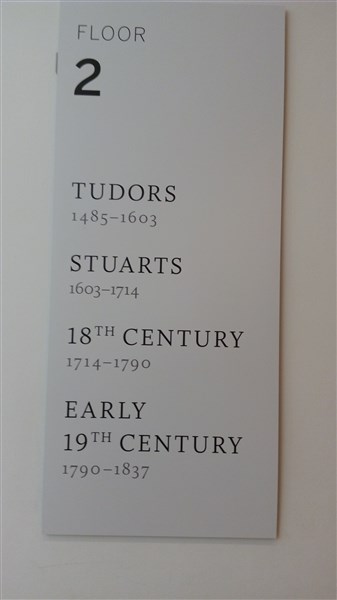 FLOOR
2
TUDORS
1485–1603
STUARTS
1603–1714
18TH CENTURY
1714–1790
EARLY
19TH CENTURY
1790–1837